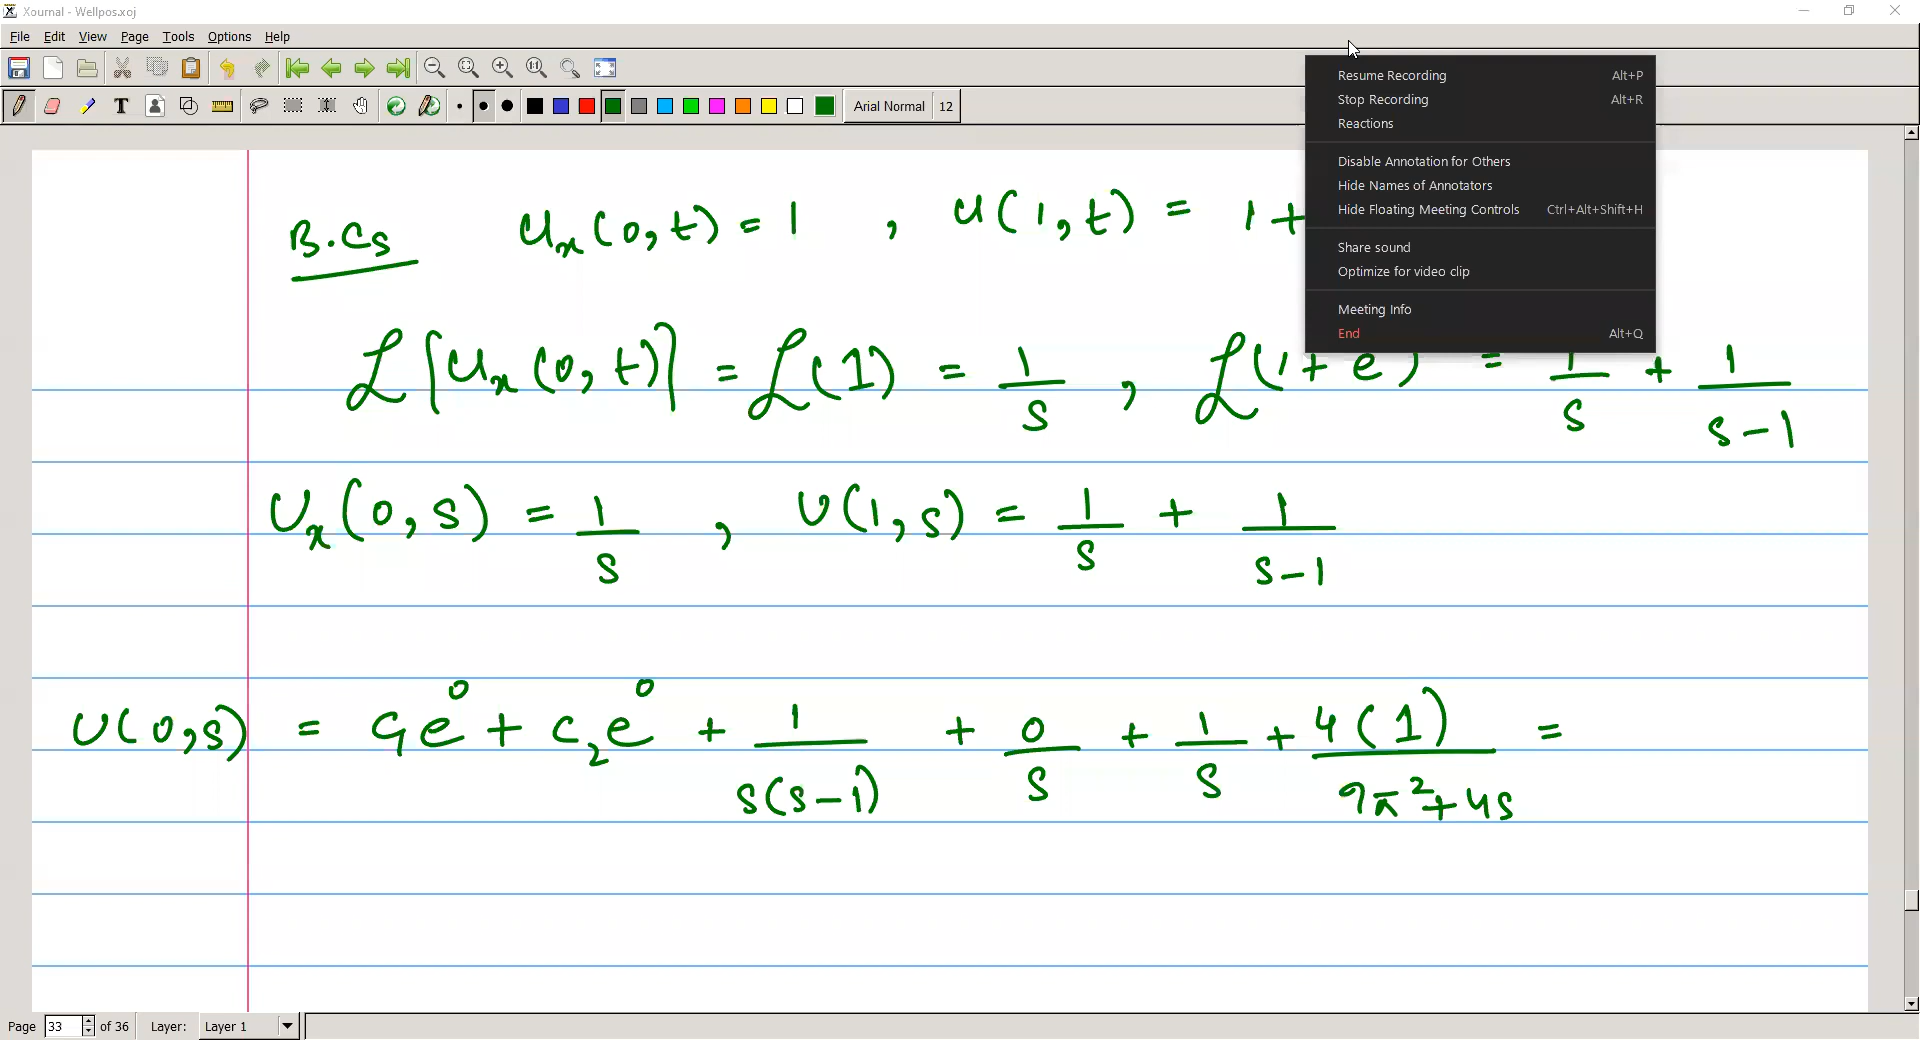 Xournal - Wellpos.xoj
File Edit View Page Tools Options Help
Arial Normal 12
Resume Recording Alt+P
Stop Recording Alt+R
Reactions
Disable Annotation for Others
Hide Names of Annotators
Hide Floating Meeting Controls Ctrl+Alt+Shift+H
Share sound
Optimize for video clip
Meeting Info
End Alt+Q
B.Cs u_x(0,t) = 1 , u(1,t) = 1+
ℒ[u_x(0,t)] = ℒ(1) = 1/s , ℒ(1+e ) = 1/s + 1/(s-1)
U_x(0,s) = 1/s , U(1,s) = 1/s + 1/(s-1)
U(0,s) = c₁e^0 + c₂e^0 + 1/(s(s-1)) + 0/s + 1/s + 4(1)/(9π²+4s) =
Page 33 of 36 Layer: Layer 1